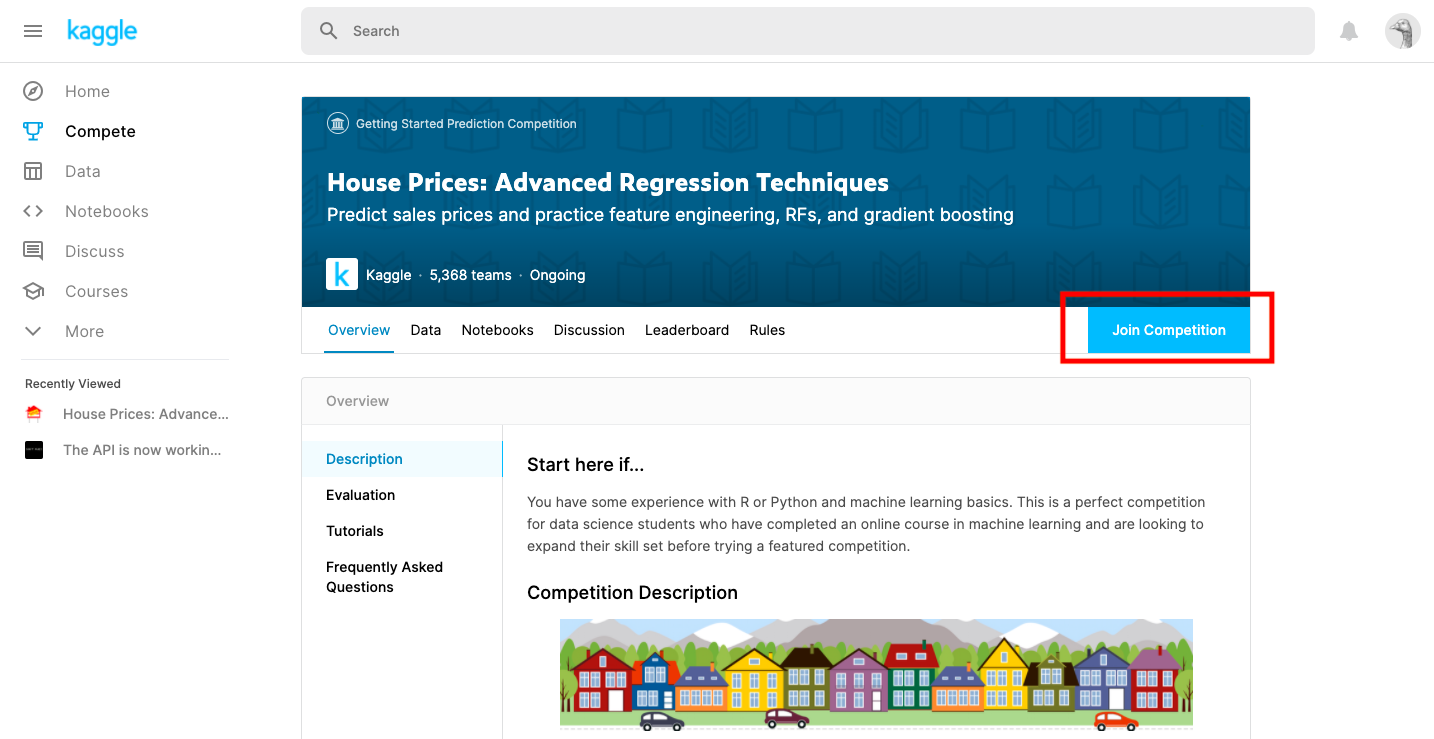 kaggle
Search
Home
Compete
Data
Notebooks
Discuss
Courses
More
Recently Viewed
House Prices: Advance...
The API is now workin...
Getting Started Prediction Competition
House Prices: Advanced Regression Techniques
Predict sales prices and practice feature engineering, RFs, and gradient boosting
k
Kaggle · 5,368 teams · Ongoing
Overview Data Notebooks Discussion Leaderboard Rules
Join Competition
Overview
Description
Evaluation
Tutorials
Frequently Asked
Questions
Start here if...
You have some experience with R or Python and machine learning basics. This is a perfect competition
for data science students who have completed an online course in machine learning and are looking to
expand their skill set before trying a featured competition.
Competition Description